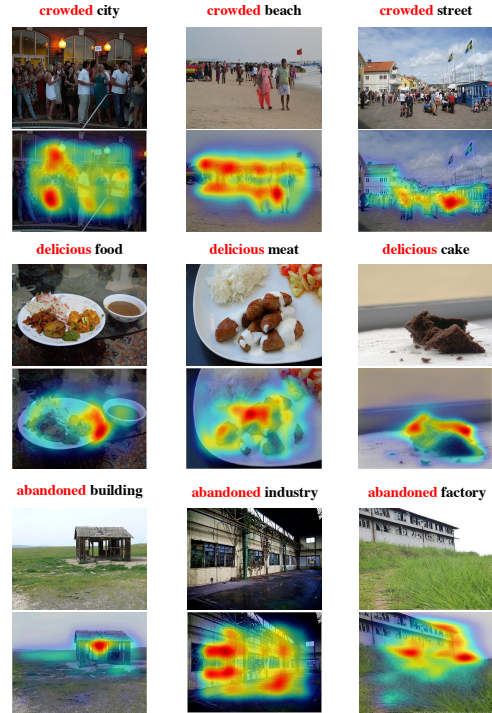 crowded city
crowded beach
crowded street
delicious food
delicious meat
delicious cake
abandoned building
abandoned industry
abandoned factory